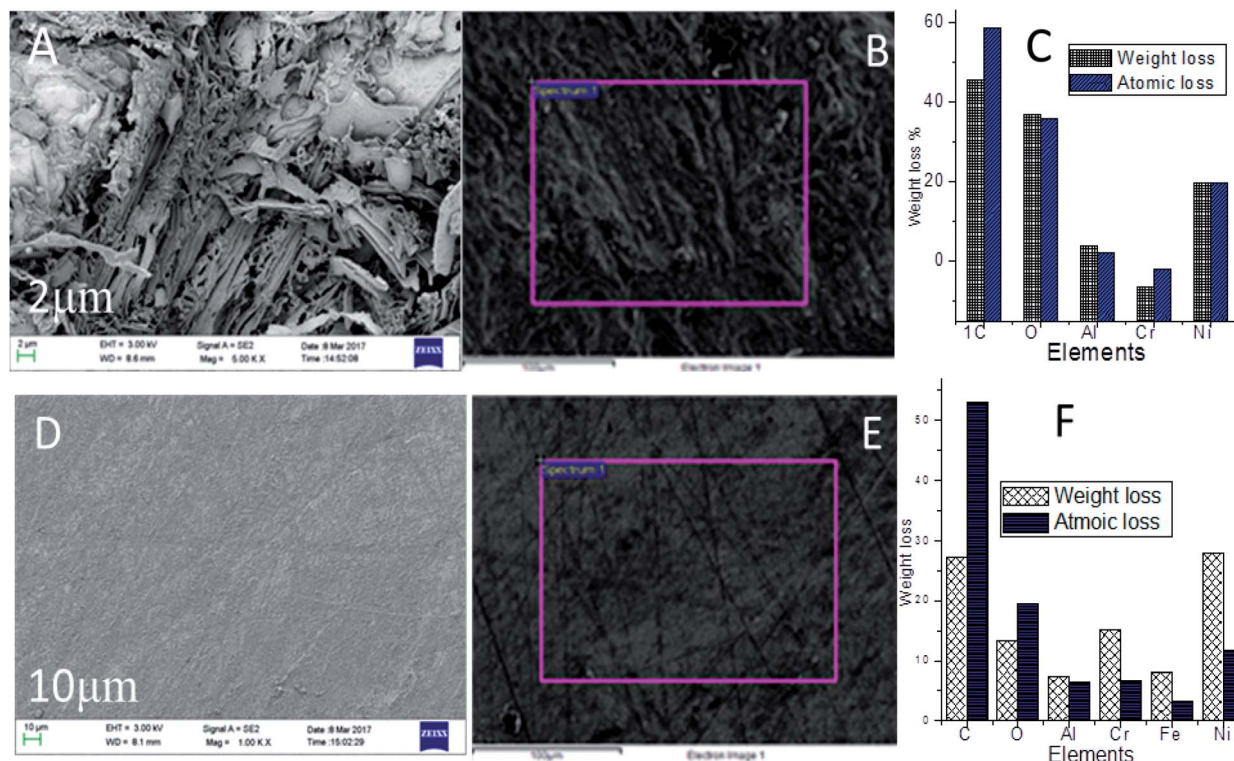 A
2μm
2 μm
EHT = 3.00 kV
WD = 8.6 mm
Signal A = SE2
Mag = 5.00 K X
Date :8 Mar 2017
Time :14:52:08
ZEISS
B
Spectrum 1
100μm
Electron Image 1
C
Weight loss
Atomic loss
Weight loss %
60
40
20
0
1C O Al Cr Ni
Elements
D
10μm
10 μm
EHT = 3.00 kV
WD = 8.1 mm
Signal A = SE2
Mag = 1.00 K X
Date :8 Mar 2017
Time :15:02:29
ZEISS
E
Spectrum 1
100μm
Electron Image 1
F
Weight loss
Atmoic loss
Weight loss
50
40
30
20
10
0
C O Al Cr Fe Ni
Elements